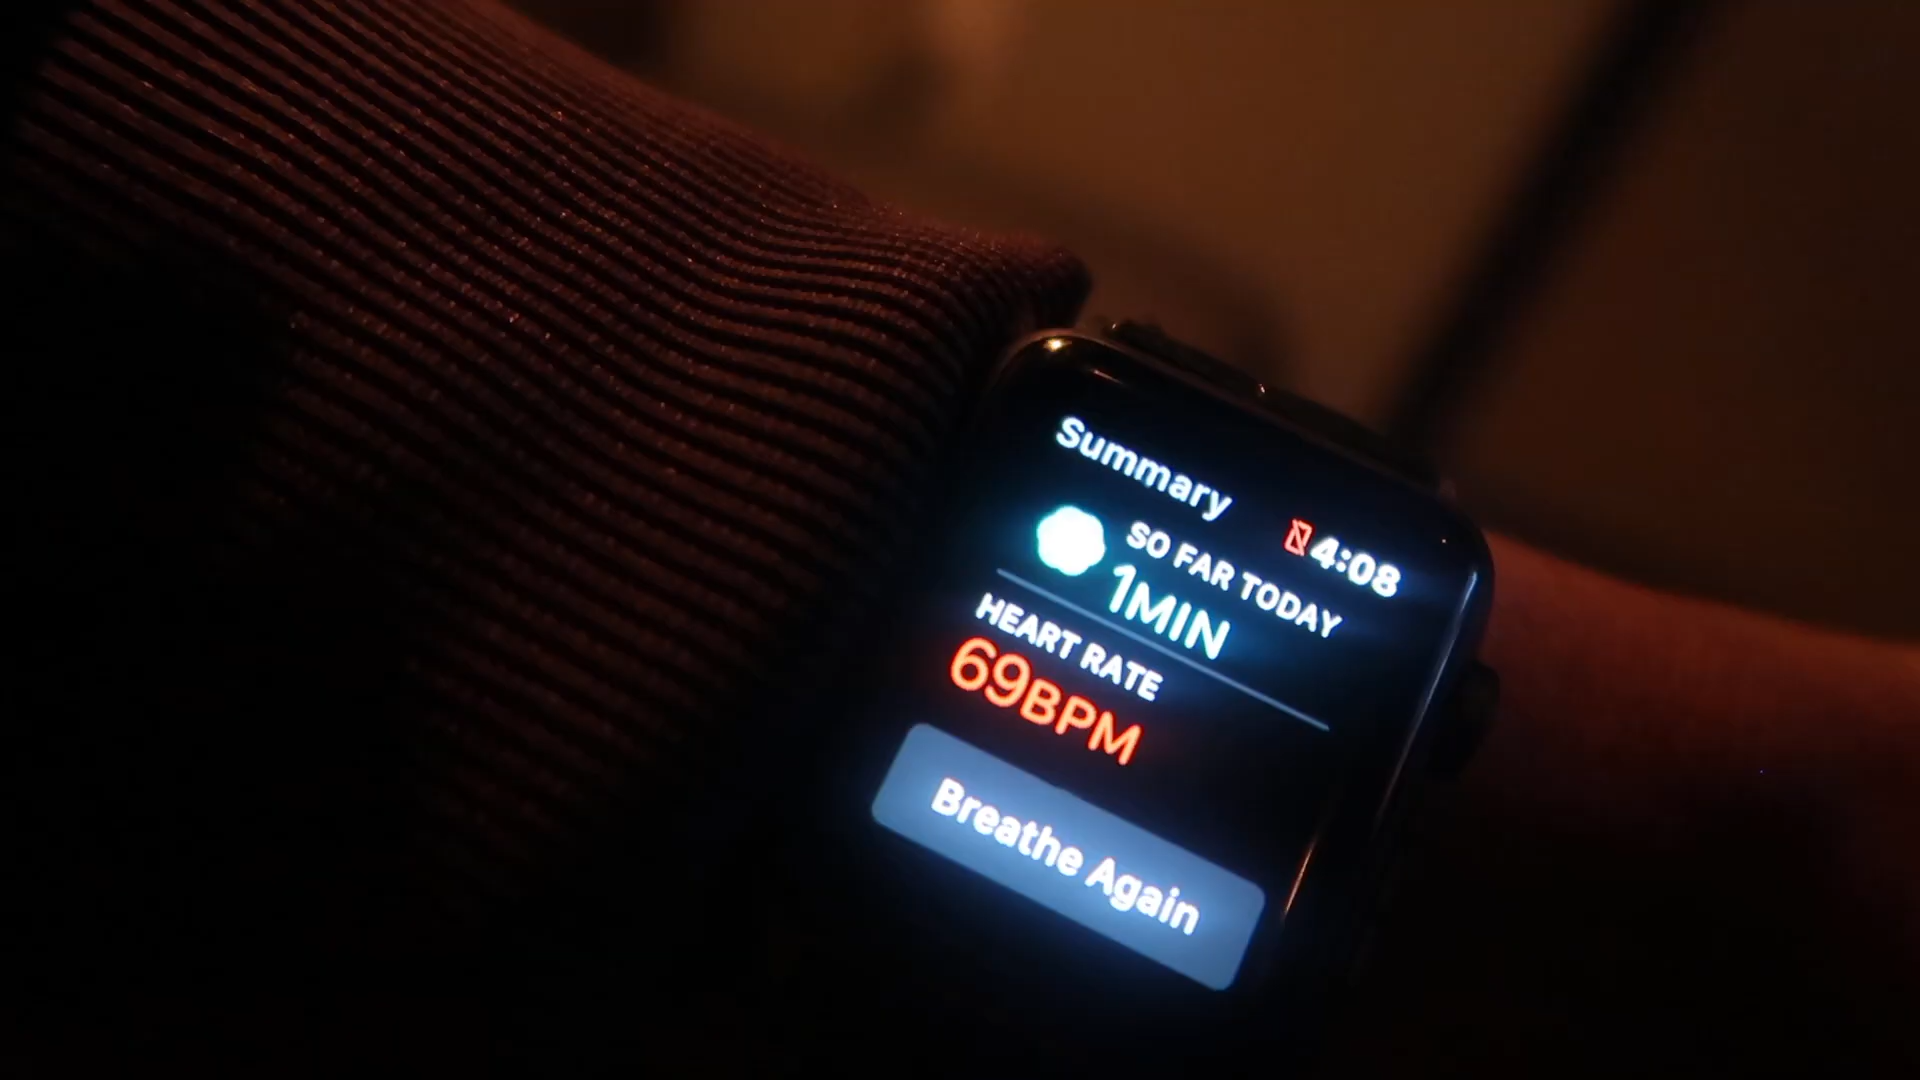 Summary
4:08
SO FAR TODAY
1MIN
HEART RATE
69BPM
Breathe Again